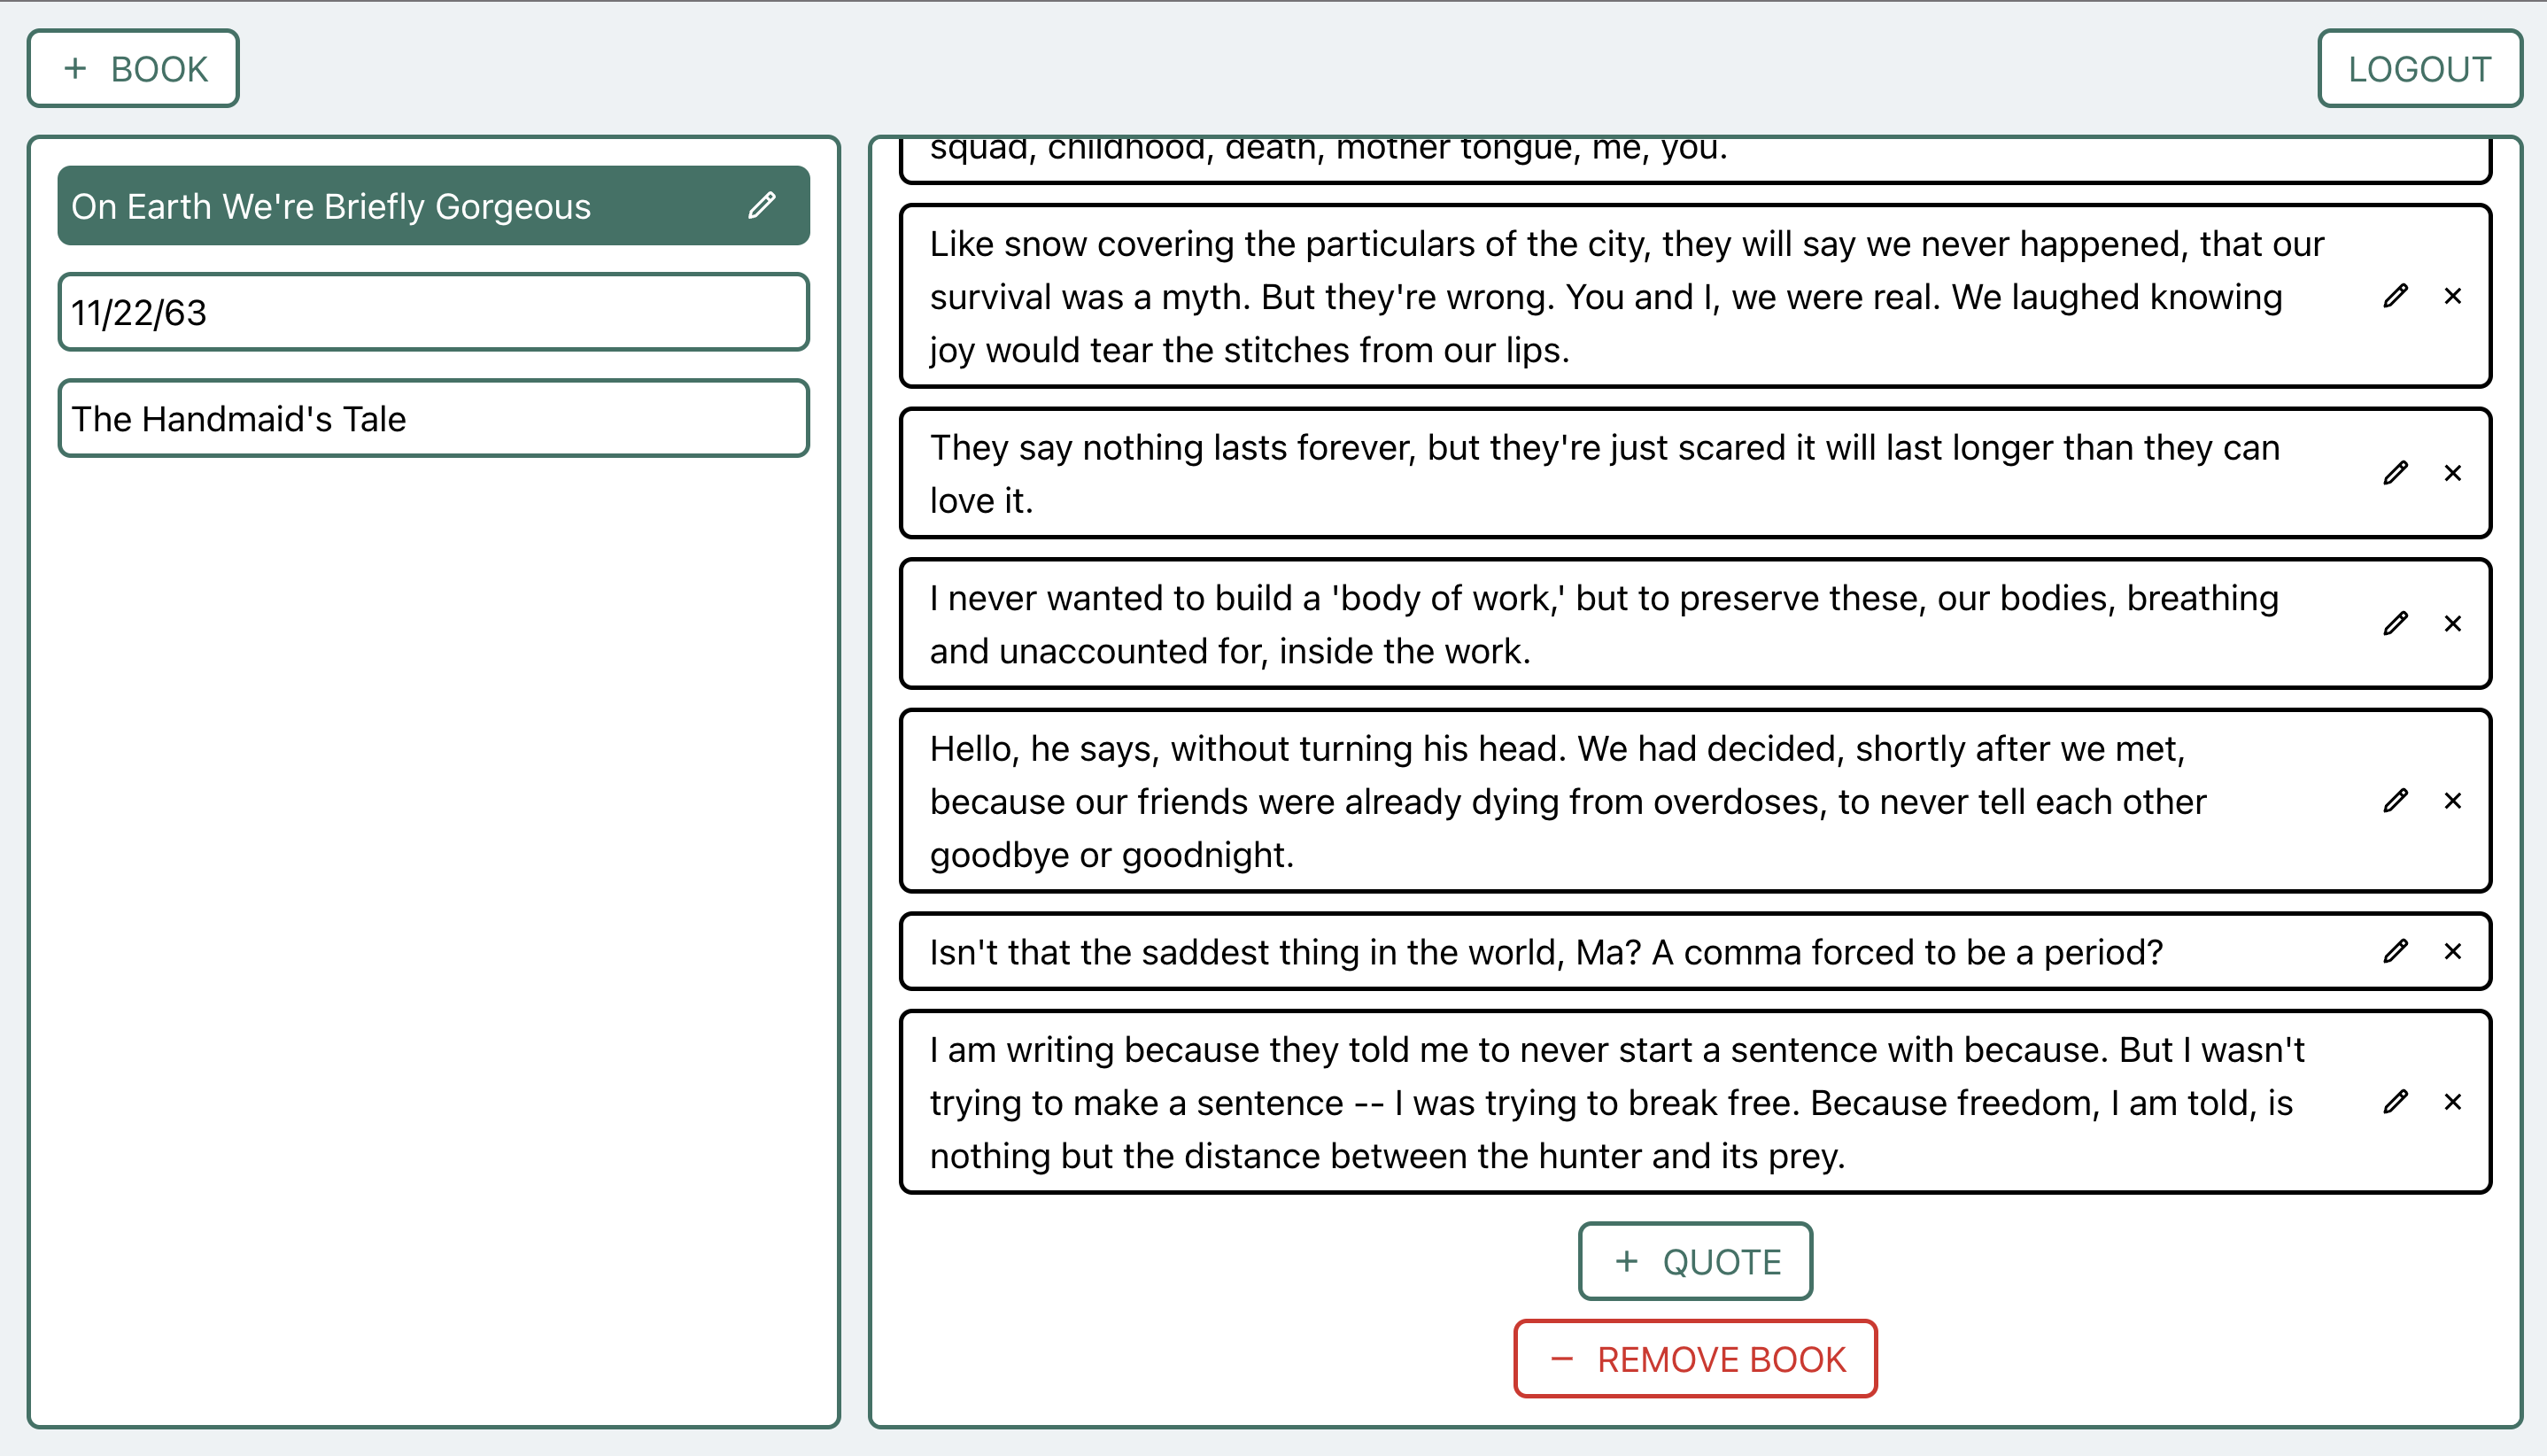 + BOOK
LOGOUT
On Earth We're Briefly Gorgeous
11/22/63
The Handmaid's Tale
squad, childhood, death, mother tongue, me, you.
Like snow covering the particulars of the city, they will say we never happened, that our
survival was a myth. But they're wrong. You and I, we were real. We laughed knowing
joy would tear the stitches from our lips.
They say nothing lasts forever, but they're just scared it will last longer than they can
love it.
I never wanted to build a 'body of work,' but to preserve these, our bodies, breathing
and unaccounted for, inside the work.
Hello, he says, without turning his head. We had decided, shortly after we met,
because our friends were already dying from overdoses, to never tell each other
goodbye or goodnight.
Isn't that the saddest thing in the world, Ma? A comma forced to be a period?
I am writing because they told me to never start a sentence with because. But I wasn't
trying to make a sentence -- I was trying to break free. Because freedom, I am told, is
nothing but the distance between the hunter and its prey.
+ QUOTE
− REMOVE BOOK